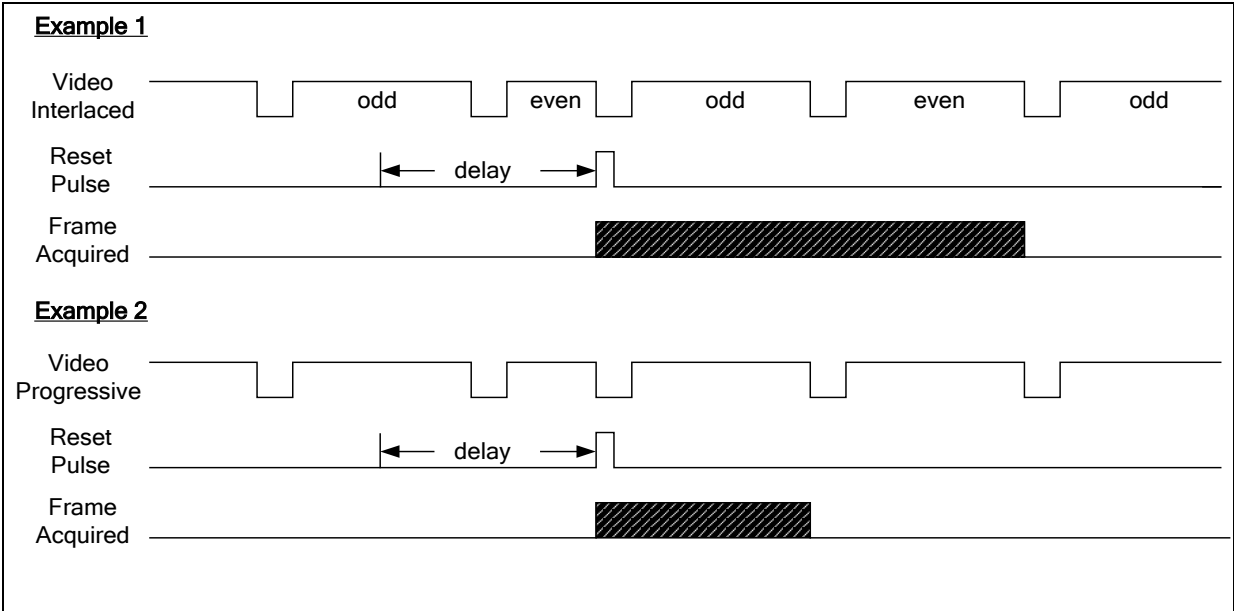 Example 1
Video
Interlaced
odd even odd even odd
Reset
Pulse
delay
Frame
Acquired
Example 2
Video
Progressive
Reset
Pulse
delay
Frame
Acquired